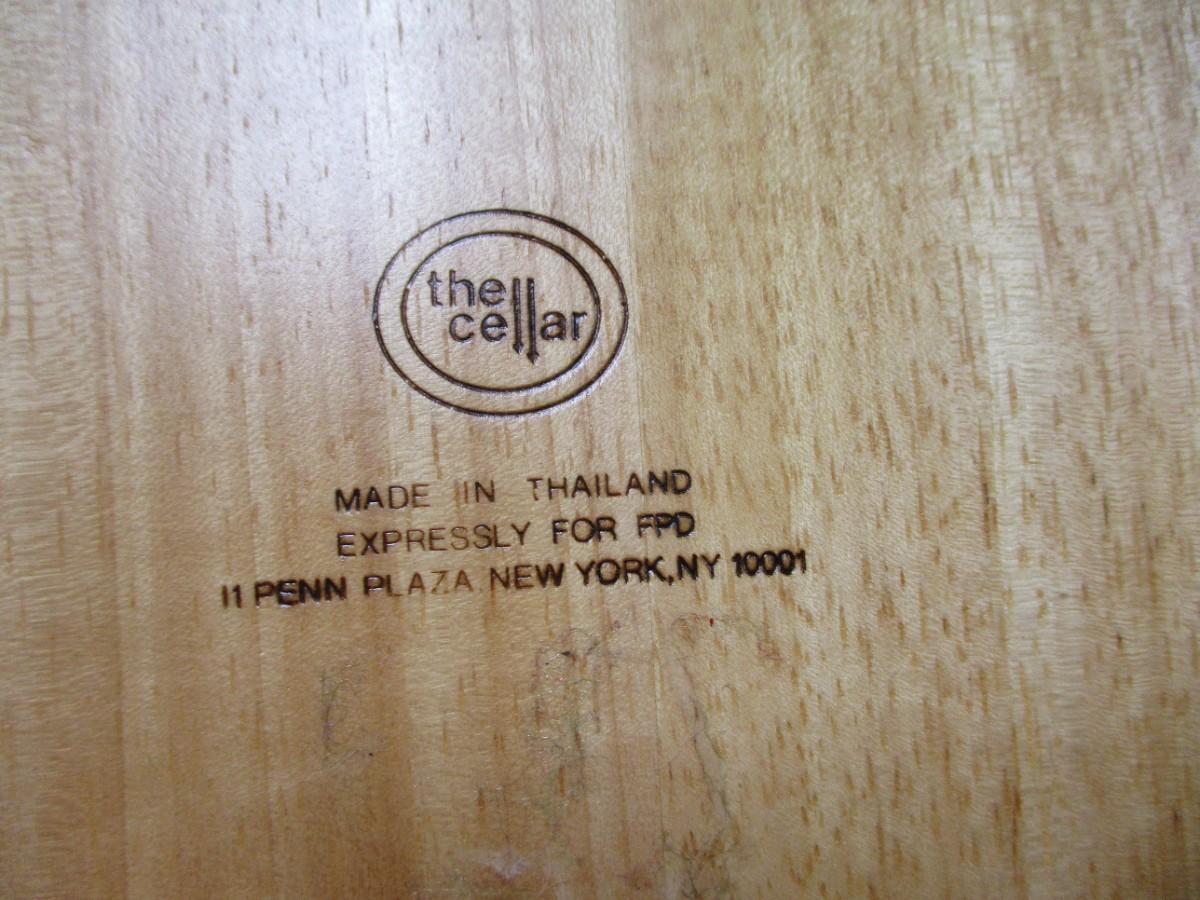 the
cellar
MADE IN THAILAND
EXPRESSLY FOR FPD
11 PENN PLAZA NEW YORK, NY 10001